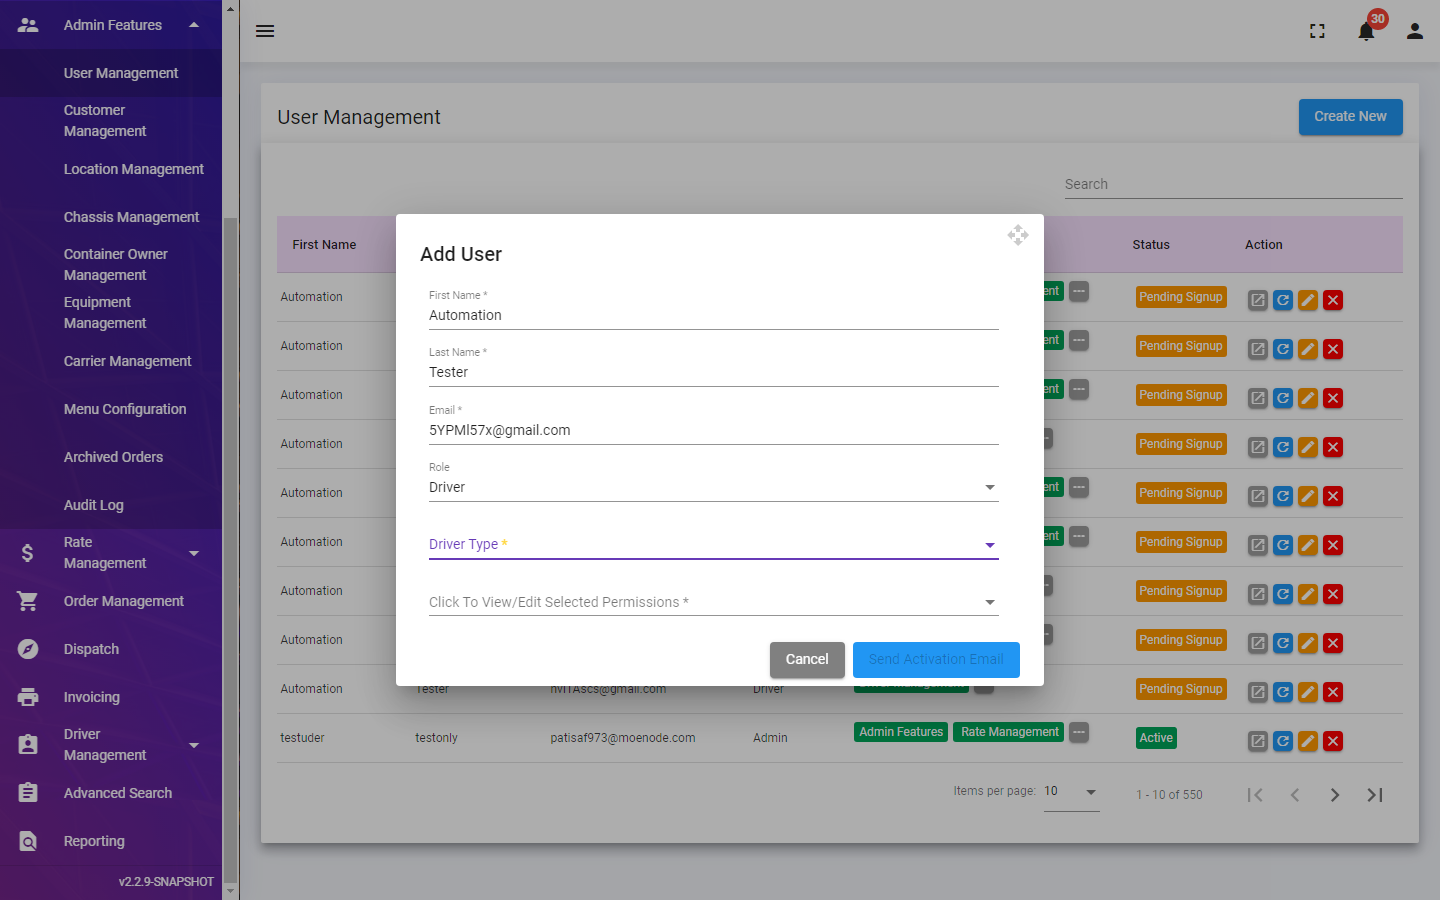 Admin Features
User Management
Customer
Management
Location Management
Chassis Management
Container Owner
Management
Equipment
Management
Carrier Management
Menu Configuration
Archived Orders
Audit Log
Rate
Management
Order Management
Dispatch
Invoicing
Driver
Management
Advanced Search
Reporting
v2.2.9-SNAPSHOT
30
User Management
Create New
Search
First Name
Status
Action
Automation
ent
---
Pending Signup
Automation
ent
---
Pending Signup
Automation
ent
---
Pending Signup
Automation
Pending Signup
Automation
ent
---
Pending Signup
Automation
ent
---
Pending Signup
Automation
Pending Signup
Automation
Pending Signup
Automation
Tester
Driver
Pending Signup
testuder
testonly
patisaf973@moenode.com
Admin
Admin Features
Rate Management
---
Active
Items per page:
10
1 - 10 of 550
Add User
First Name *
Automation
Last Name *
Tester
Email *
5YPMl57x@gmail.com
Role
Driver
Driver Type *
Click To View/Edit Selected Permissions *
Cancel
Send Activation Email